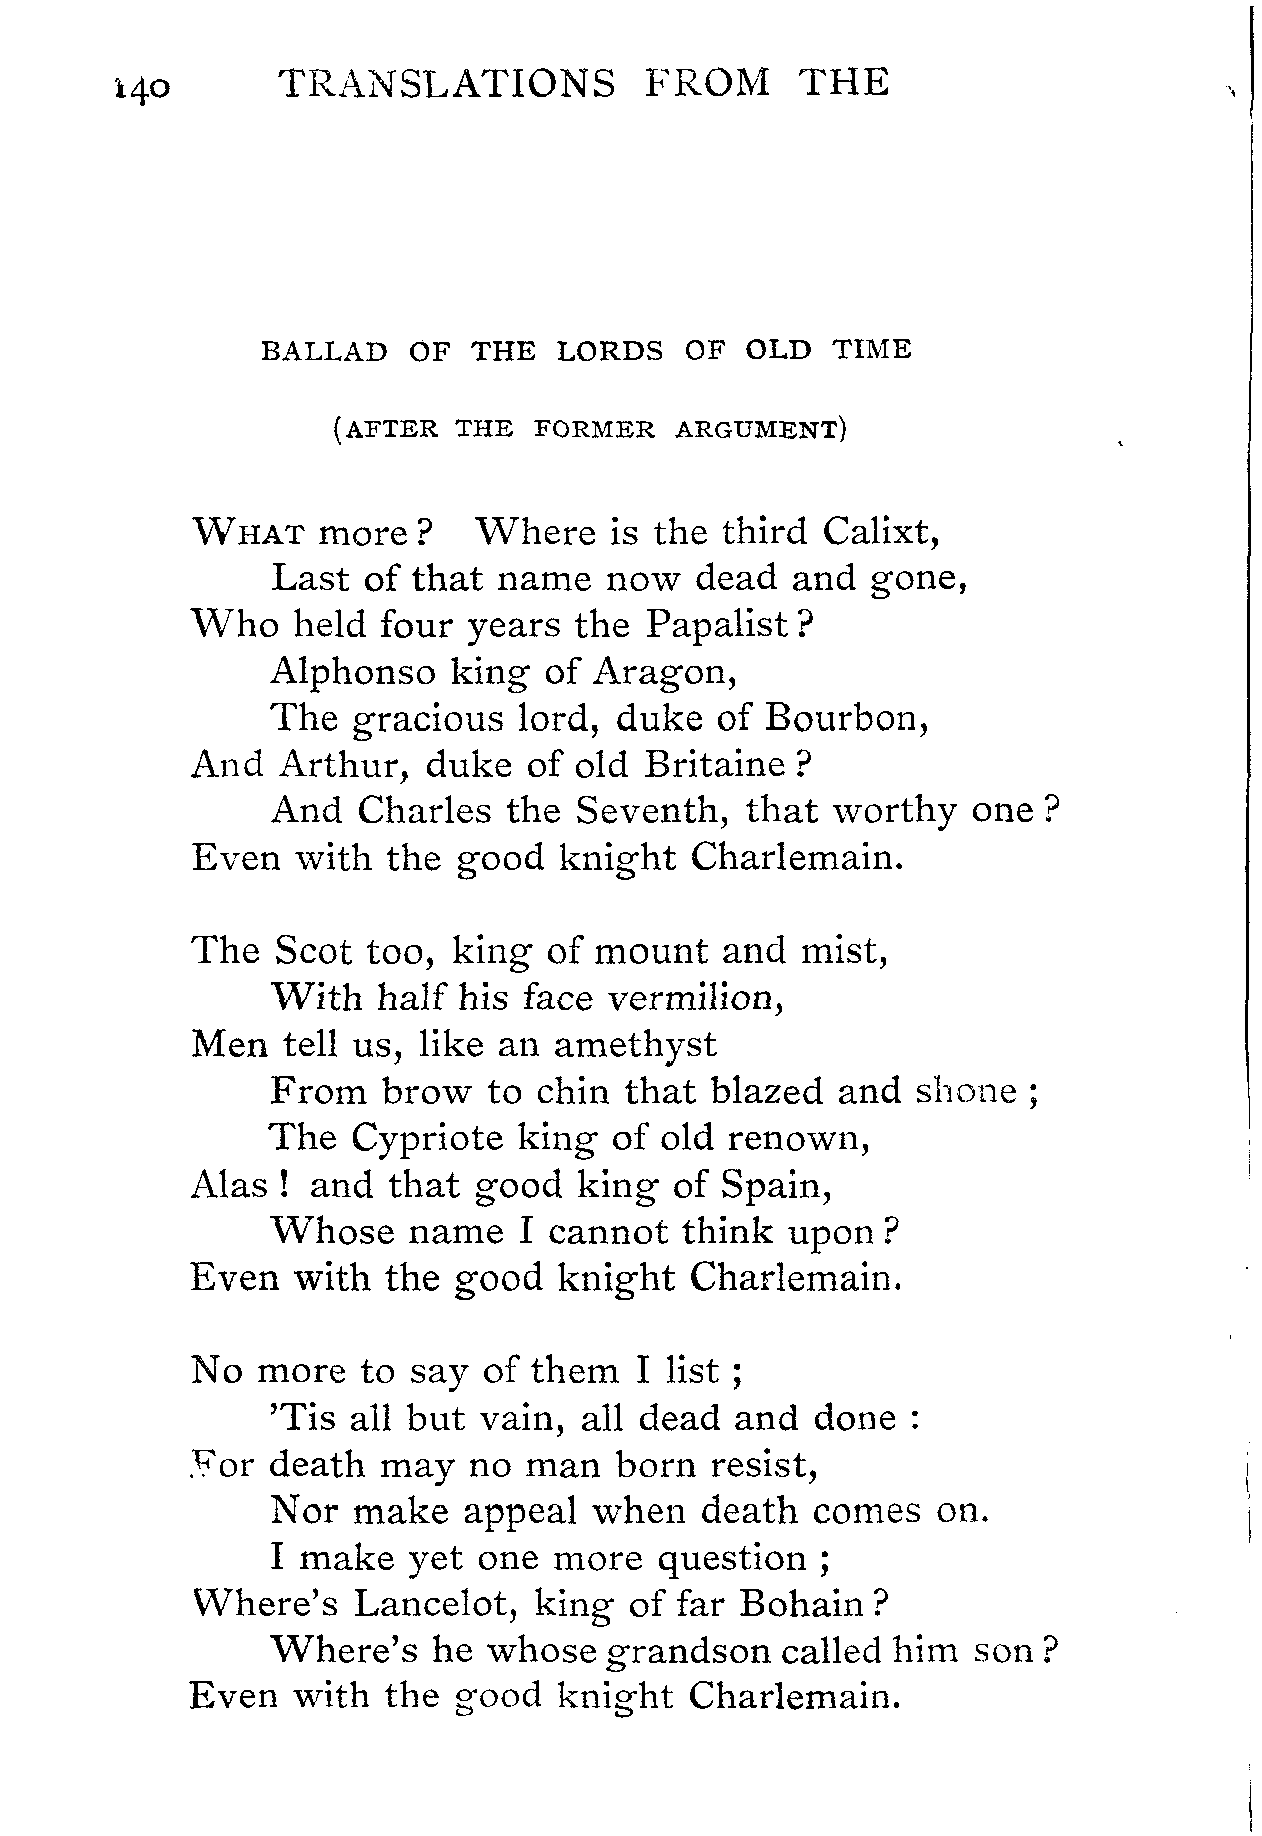 140 TRANSLATIONS FROM THE
BALLAD OF THE LORDS OF OLD TIME
(AFTER THE FORMER ARGUMENT)
WHAT more? Where is the third Calixt,
Last of that name now dead and gone,
Who held four years the Papalist?
Alphonso king of Aragon,
The gracious lord, duke of Bourbon,
And Arthur, duke of old Britaine?
And Charles the Seventh, that worthy one?
Even with the good knight Charlemain.
The Scot too, king of mount and mist,
With half his face vermilion,
Men tell us, like an amethyst
From brow to chin that blazed and shone;
The Cypriote king of old renown,
Alas! and that good king of Spain,
Whose name I cannot think upon?
Even with the good knight Charlemain.
No more to say of them I list;
'Tis all but vain, all dead and done:
For death may no man born resist,
Nor make appeal when death comes on.
I make yet one more question;
Where's Lancelot, king of far Bohain?
Where's he whose grandson called him son?
Even with the good knight Charlemain.